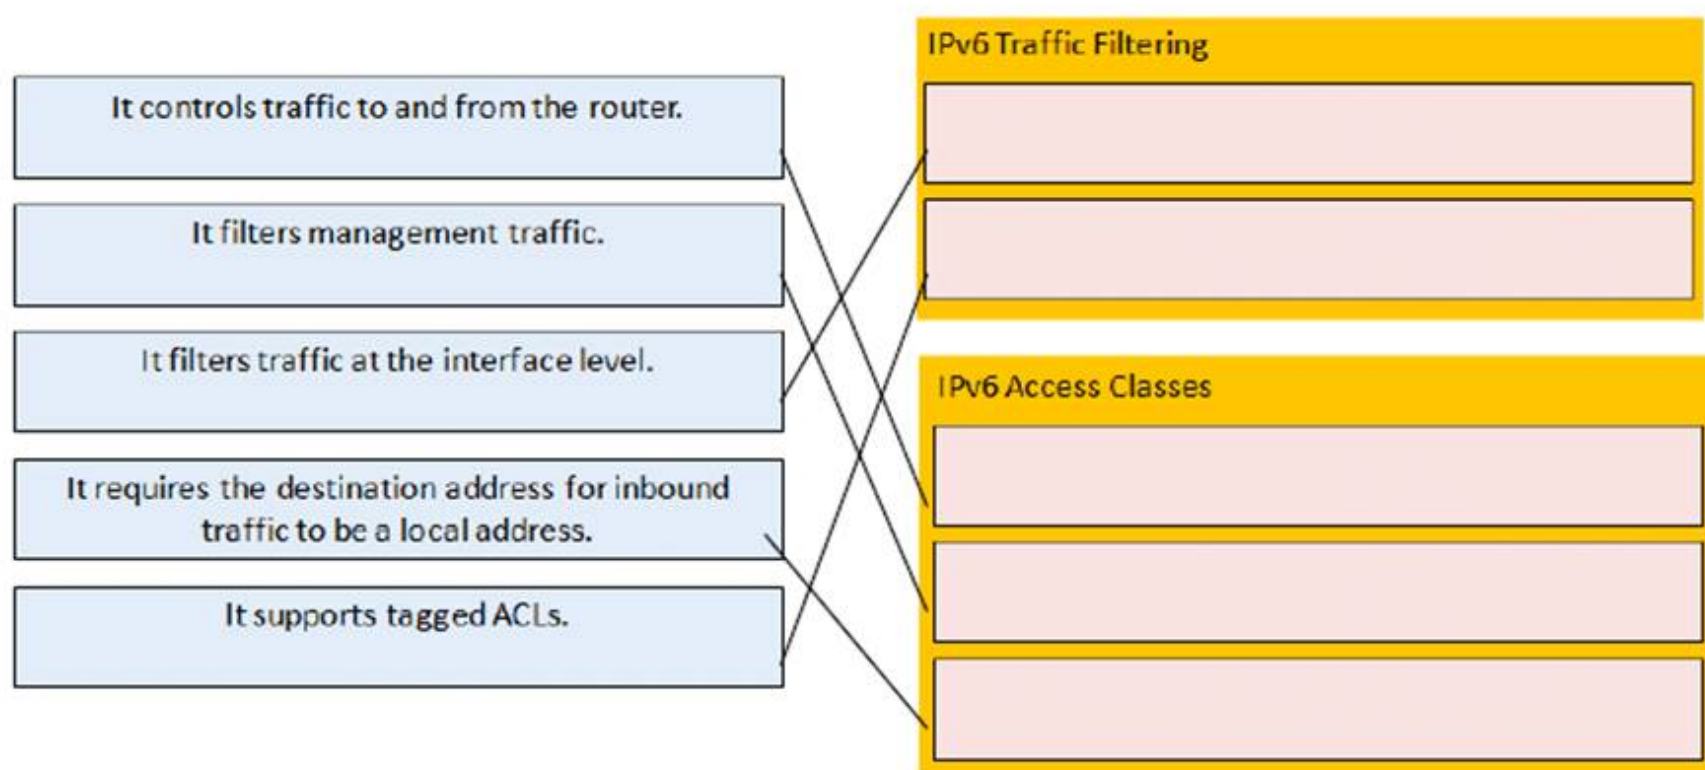 It controls traffic to and from the router.
It filters management traffic.
It filters traffic at the interface level.
It requires the destination address for inbound
traffic to be a local address.
It supports tagged ACLs.
IPv6 Traffic Filtering
IPv6 Access Classes